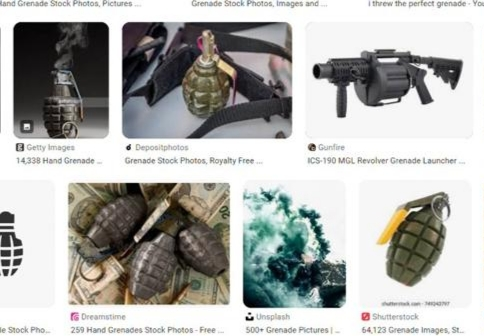 Hand Grenade Stock Photos, Pictures ...
Grenade Stock Photos, Images and ...
i threw the perfect grenade - You
Getty Images
14,338 Hand Grenade ...
Depositphotos
Grenade Stock Photos, Royalty Free ...
Gunfire
ICS-190 MGL Revolver Grenade Launcher ...
shutterstock.com · 749243797
e Stock Pho...
Dreamstime
259 Hand Grenades Stock Photos - Free ...
Unsplash
500+ Grenade Pictures | ...
Shutterstock
64,123 Grenade Images, St...